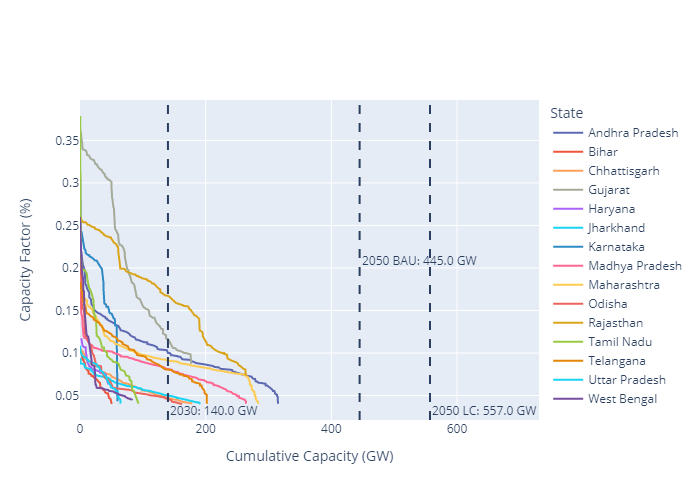 State
Andhra Pradesh
Bihar
Chhattisgarh
Gujarat
Haryana
Jharkhand
Karnataka
Madhya Pradesh
Maharashtra
Odisha
Rajasthan
Tamil Nadu
Telangana
Uttar Pradesh
West Bengal
Capacity Factor (%)
0.35
0.3
0.25
0.2
0.15
0.1
0.05
2050 BAU: 445.0 GW
2030: 140.0 GW
2050 LC: 557.0 GW
0 200 400 600
Cumulative Capacity (GW)